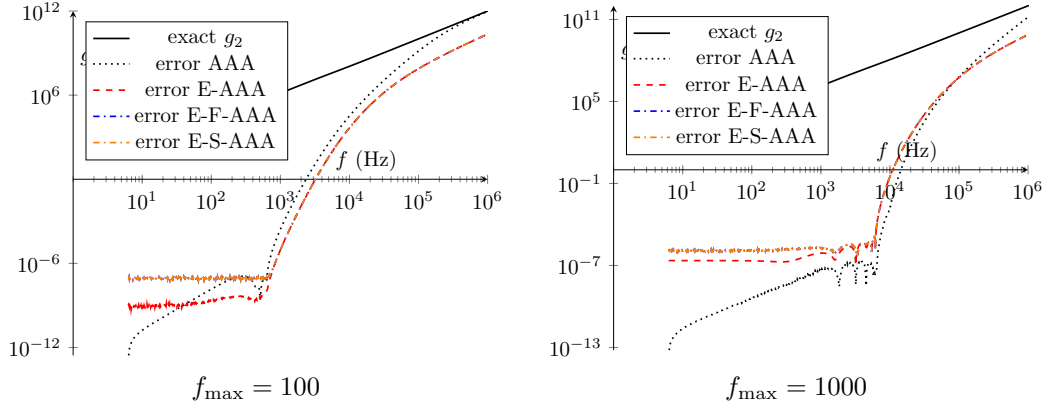 10^12
10^6
10^-6
10^-12
exact g_2
error AAA
error E-AAA
error E-F-AAA
error E-S-AAA
f (Hz)
10^1 10^2 10^3 10^4 10^5 10^6
f_max = 100
10^11
10^5
10^-1
10^-7
10^-13
exact g_2
error AAA
error E-AAA
error E-F-AAA
error E-S-AAA
f (Hz)
10^1 10^2 10^3 10^4 10^5 10^6
f_max = 1000